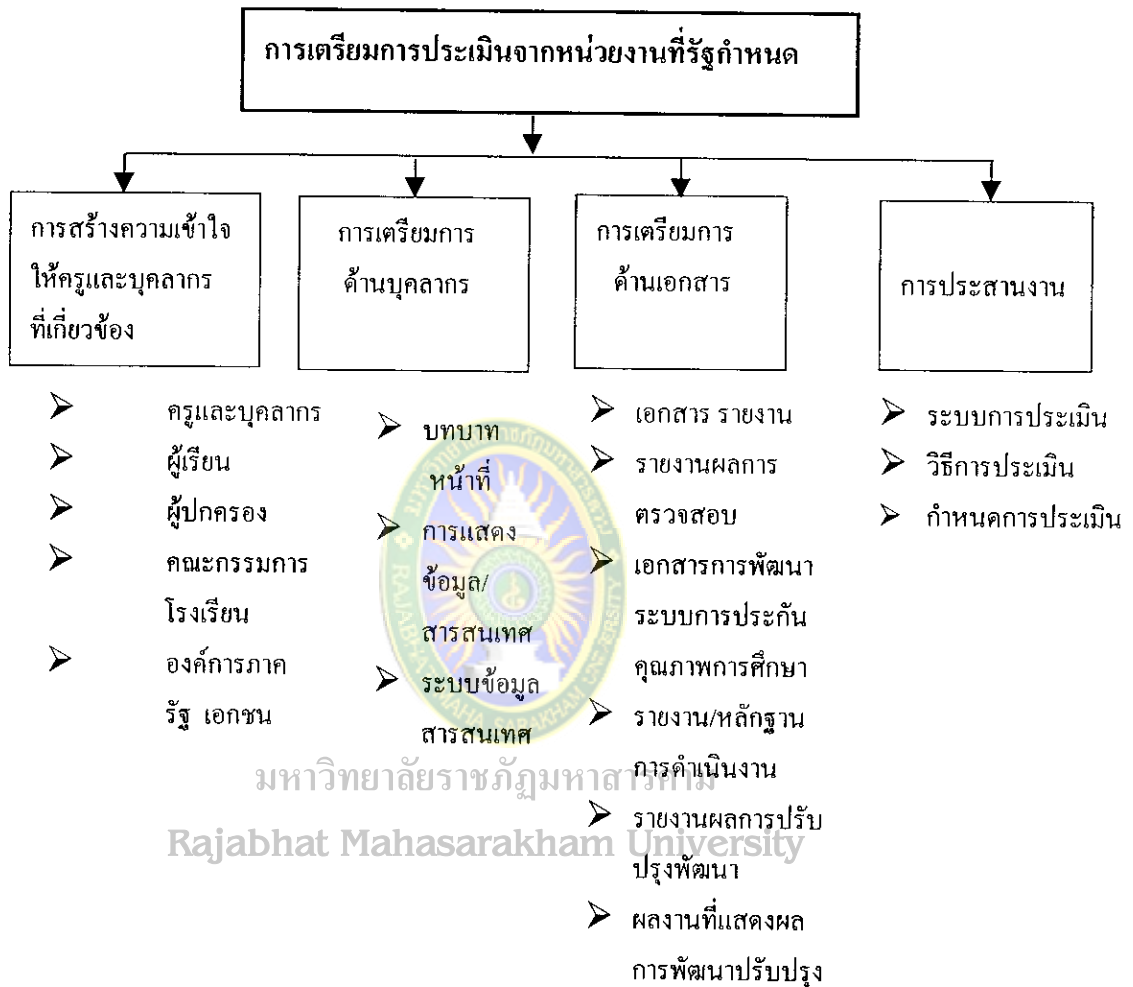 การเตรียมการประเมินจากหน่วยงานที่รัฐกำหนด
การสร้างความเข้าใจ
ให้ครูและบุคลากร
ที่เกี่ยวข้อง
การเตรียมการ
ด้านบุคลากร
การเตรียมการ
ด้านเอกสาร
การประสานงาน
ครูและบุคลากร
ผู้เรียน
ผู้ปกครอง
คณะกรรมการ
โรงเรียน
องค์การภาค
รัฐ เอกชน
บทบาท
หน้าที่
การแสดง
ข้อมูล/
สารสนเทศ
ระบบข้อมูล
สารสนเทศ
เอกสาร รายงาน
รายงานผลการ
ตรวจสอบ
เอกสารการพัฒนา
ระบบการประกัน
คุณภาพการศึกษา
รายงาน/หลักฐาน
การดำเนินงาน
รายงานผลการปรับ
ปรุงพัฒนา
ผลงานที่แสดงผล
การพัฒนาปรับปรุง
ระบบการประเมิน
วิธีการประเมิน
กำหนดการประเมิน
มหาวิทยาลัยราชภัฏมหาสารคาม
Rajabhat Mahasarakham University